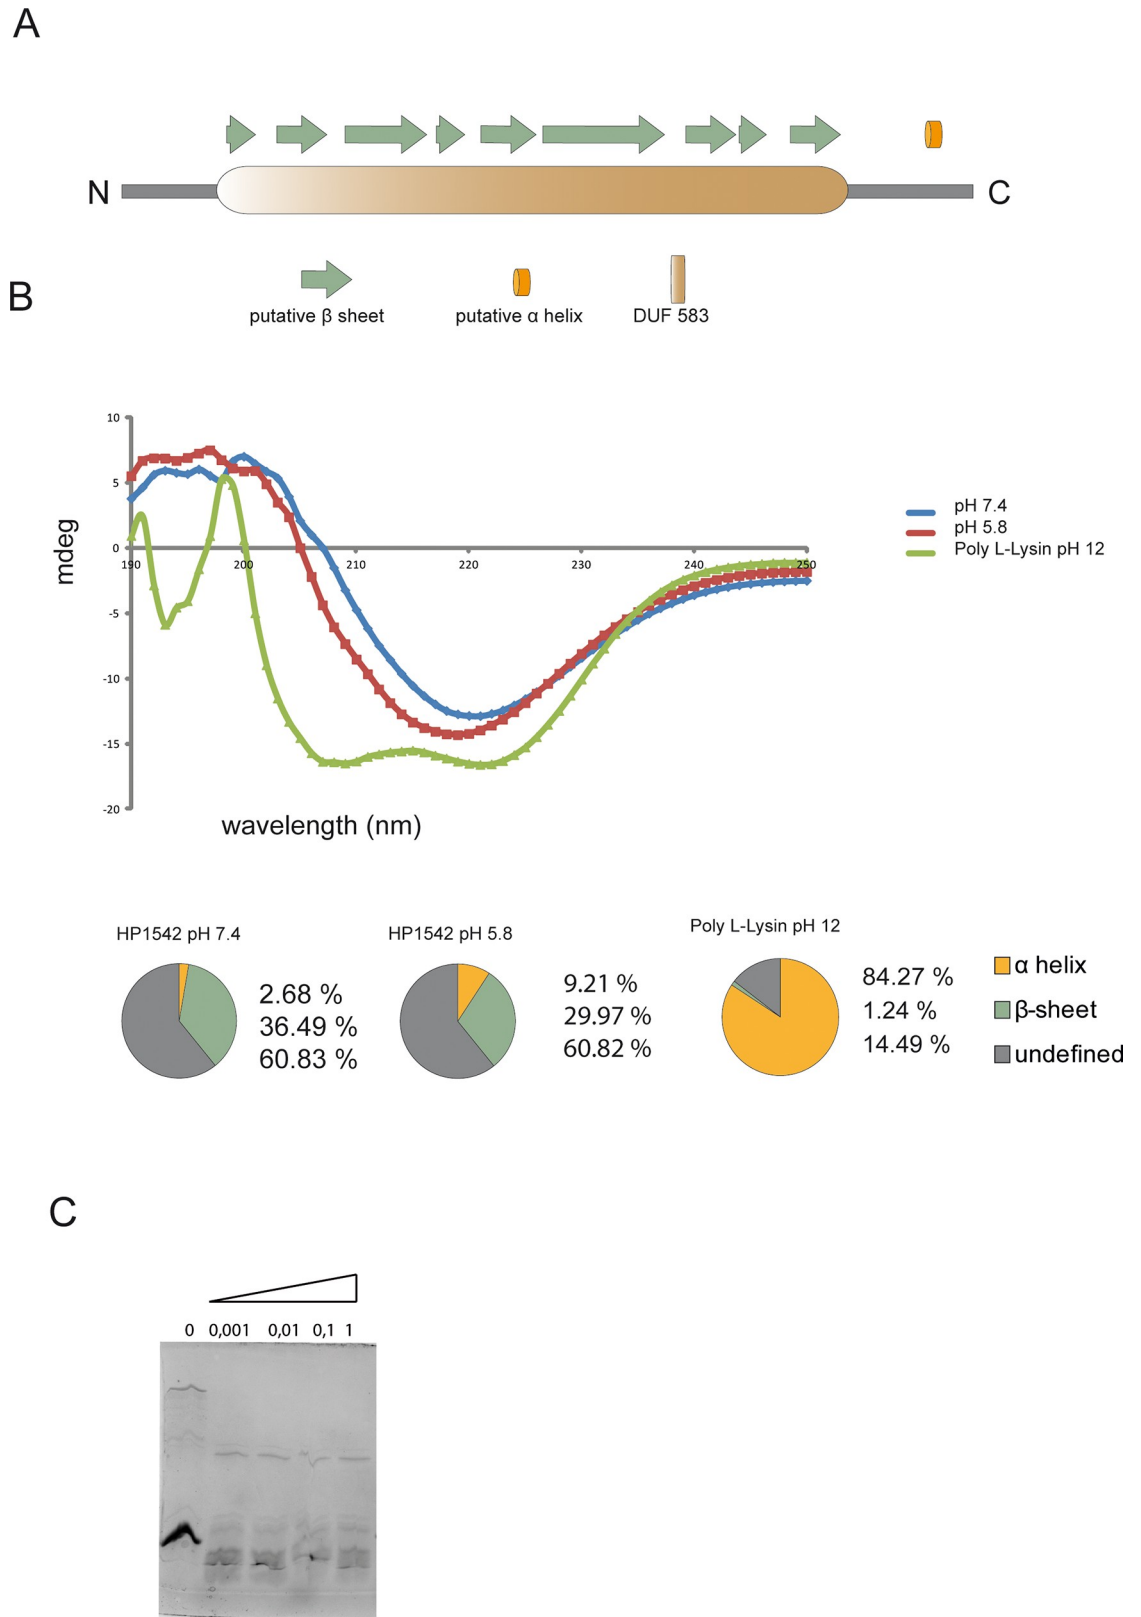 A
N
C
putative β sheet
putative α helix
DUF 583
B
10
5
0
-5
-10
-15
-20
190
200
210
220
230
240
250
mdeg
wavelength (nm)
pH 7.4
pH 5.8
Poly L-Lysin pH 12
HP1542 pH 7.4
2.68 %
36.49 %
60.83 %
HP1542 pH 5.8
9.21 %
29.97 %
60.82 %
Poly L-Lysin pH 12
84.27 %
1.24 %
14.49 %
α helix
β-sheet
undefined
C
0 0,001 0,01 0,1 1